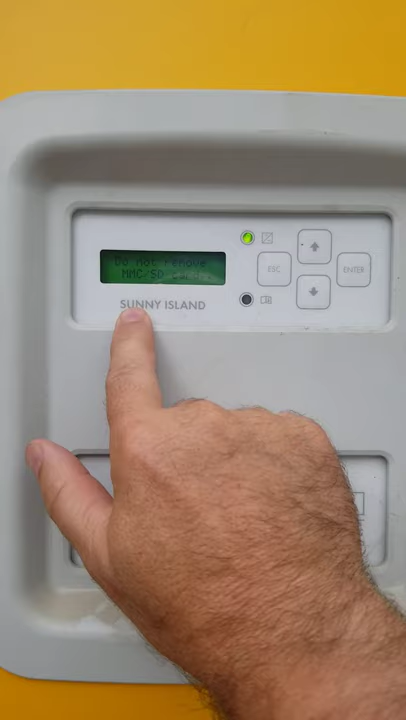 Do not remove
MMC/SD card...
SUNNY ISLAND
ESC
ENTER